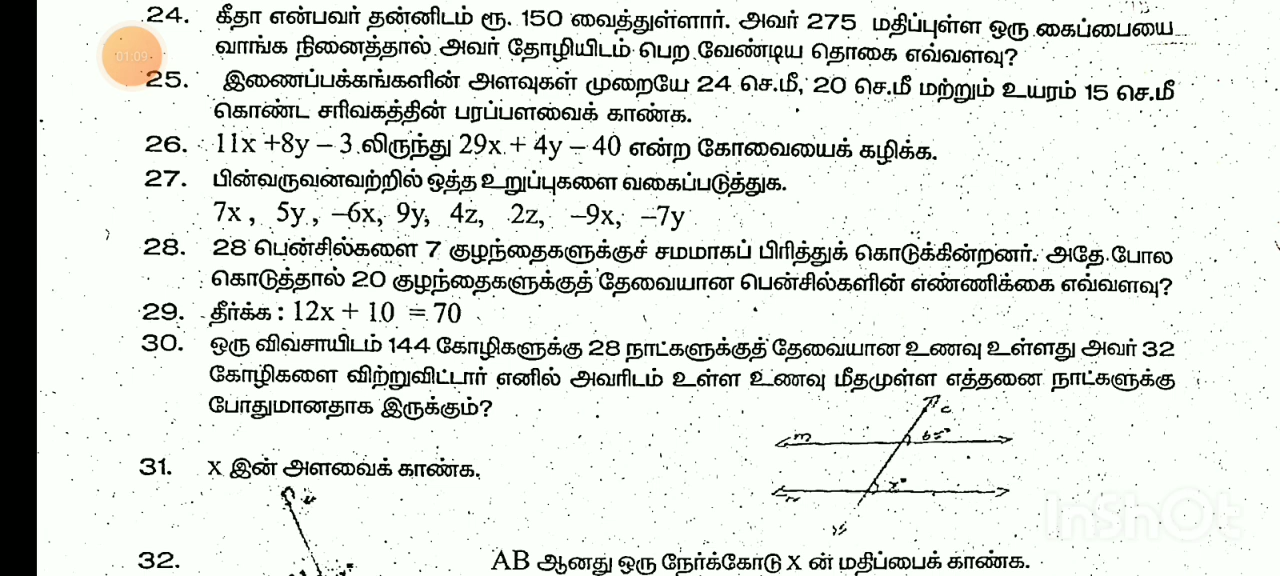 24. கீதா என்பவர் தன்னிடம் ரூ. 150 வைத்துள்ளார். அவர் 275 மதிப்புள்ள ஒரு கைப்பையை
01:09
வாங்க நினைத்தால் அவர் தோழியிடம் பெற வேண்டிய தொகை எவ்வளவு?
25. இணைப்பக்கங்களின் அளவுகள் முறையே 24 செ.மீ, 20 செ.மீ மற்றும் உயரம் 15 செ.மீ
கொண்ட சரிவகத்தின் பரப்பளவைக் காண்க.
26. 11x +8y – 3 லிருந்து 29x + 4y – 40 என்ற கோவையைக் கழிக்க.
27. பின்வருவனவற்றில் ஒத்த உறுப்புகளை வகைப்படுத்துக.
7x , 5y , –6x, 9y, 4z, 2z, –9x, –7y
28. 28 பென்சில்களை 7 குழந்தைகளுக்குச் சமமாகப் பிரித்துக் கொடுக்கின்றனர். அதே போல
கொடுத்தால் 20 குழந்தைகளுக்குத் தேவையான பென்சில்களின் எண்ணிக்கை எவ்வளவு?
29. தீர்க்க : 12x + 10 = 70
30. ஒரு விவசாயிடம் 144 கோழிகளுக்கு 28 நாட்களுக்குத் தேவையான உணவு உள்ளது அவர் 32
கோழிகளை விற்றுவிட்டார் எனில் அவரிடம் உள்ள உணவு மீதமுள்ள எத்தனை நாட்களுக்கு
போதுமானதாக இருக்கும்?
m
31. x இன் அளவைக் காண்க.
x°
InShOt
32. AB ஆனது ஒரு நேர்க்கோடு x ன் மதிப்பைக் காண்க.